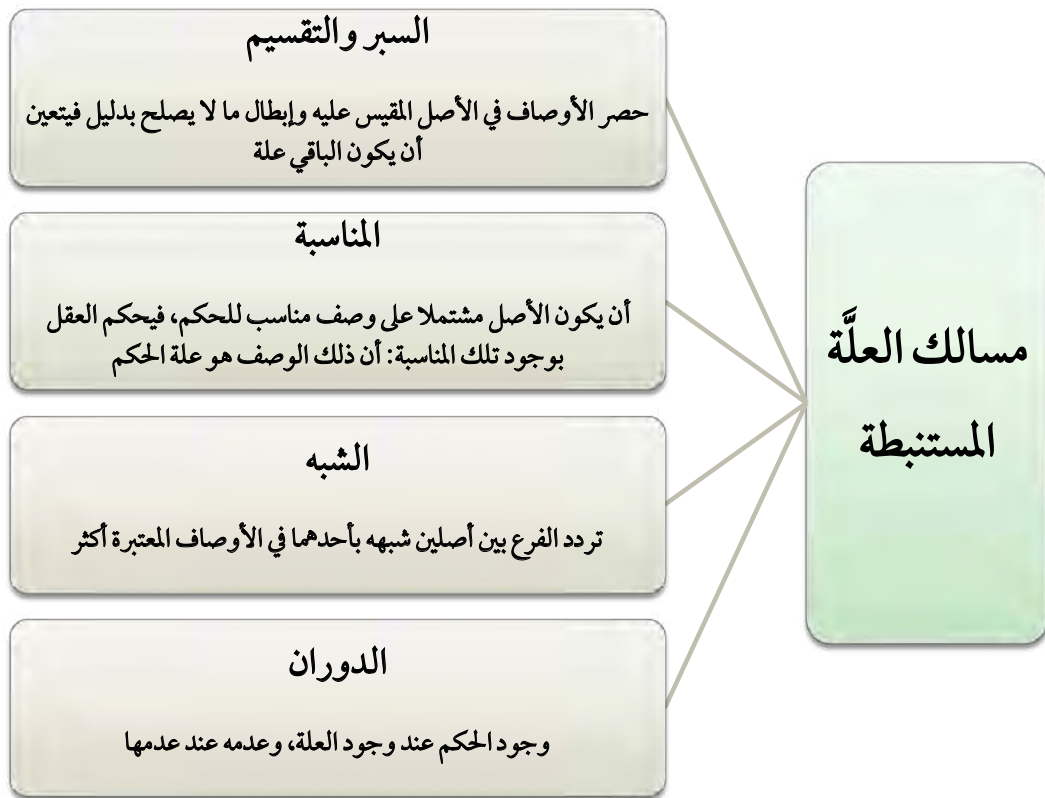 مسالك العلَّة
المستنبطة
السبر والتقسيم
حصر الأوصاف في الأصل المقيس عليه وإبطال ما لا يصلح بدليل فيتعين
أن يكون الباقي علة
المناسبة
أن يكون الأصل مشتملا على وصف مناسب للحكم، فيحكم العقل
بوجود تلك المناسبة: أن ذلك الوصف هو علة الحكم
الشبه
تردد الفرع بين أصلين شبهه بأحدهما في الأوصاف المعتبرة أكثر
الدوران
وجود الحكم عند وجود العلة، وعدمه عند عدمها